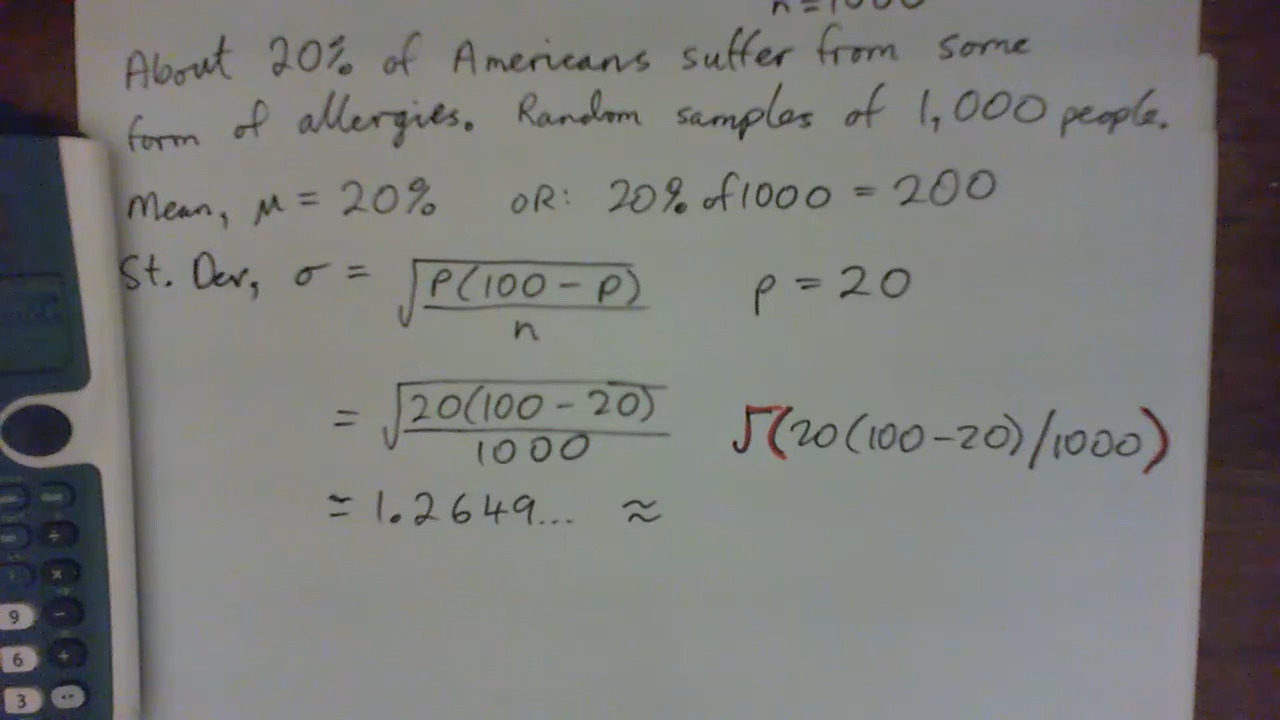 n = 1000
About 20% of Americans suffer from some
form of allergies. Random samples of 1,000 people.
Mean, μ = 20% OR: 20% of 1000 = 200
St. Dev, σ = √(P(100 - p)/n) p = 20
= √(20(100 - 20)/1000) √(20(100-20)/1000)
= 1.2649... ≈
9 ÷ × −
6 +
3 (-)